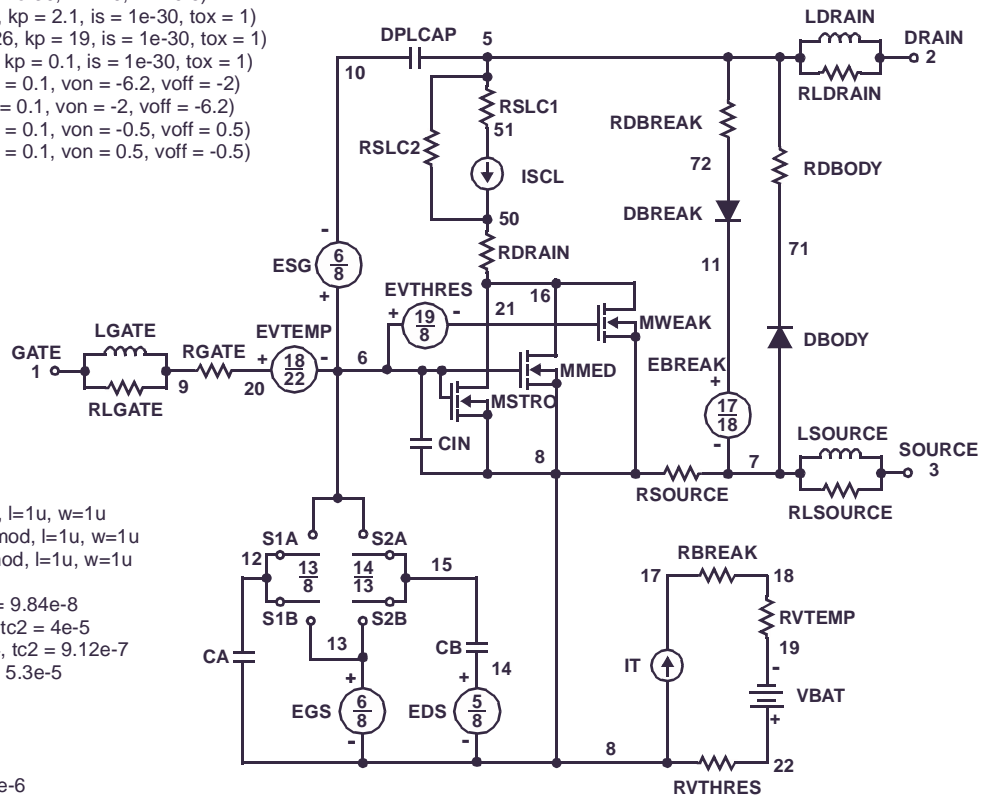 , kp = 2.1, is = 1e-30, tox = 1)
26, kp = 19, is = 1e-30, tox = 1)
kp = 0.1, is = 1e-30, tox = 1)
= 0.1, von = -6.2, voff = -2)
= 0.1, von = -2, voff = -6.2)
= 0.1, von = -0.5, voff = 0.5)
= 0.1, von = 0.5, voff = -0.5)
, l=1u, w=1u
mod, l=1u, w=1u
mod, l=1u, w=1u
= 9.84e-8
tc2 = 4e-5
, tc2 = 9.12e-7
5.3e-5
e-6
LDRAIN
DPLCAP 5 DRAIN
2
10
RLDRAIN
RSLC1
51
RDBREAK
RSLC2
72
ISCL
RDBODY
DBREAK
50
- RDRAIN
ESG 6
8
71
11
+ EVTHRES
16
21
+ 19 -
8
MWEAK
LGATE EVTEMP
GATE RGATE + 18 - 6
22
MMED
EBREAK
DBODY
1
9 20
+
RLGATE
MSTRO
17
18
-
LSOURCE
CIN
SOURCE
8 7
3
RSOURCE
RLSOURCE
S1A S2A
RBREAK
12 13
8
14
13
15
17 18
S1B S2B
RVTEMP
13 CB
19
CA
14
IT -
+ +
VBAT
EGS 6
8
EDS 5
8
+
- -
8
22
RVTHRES